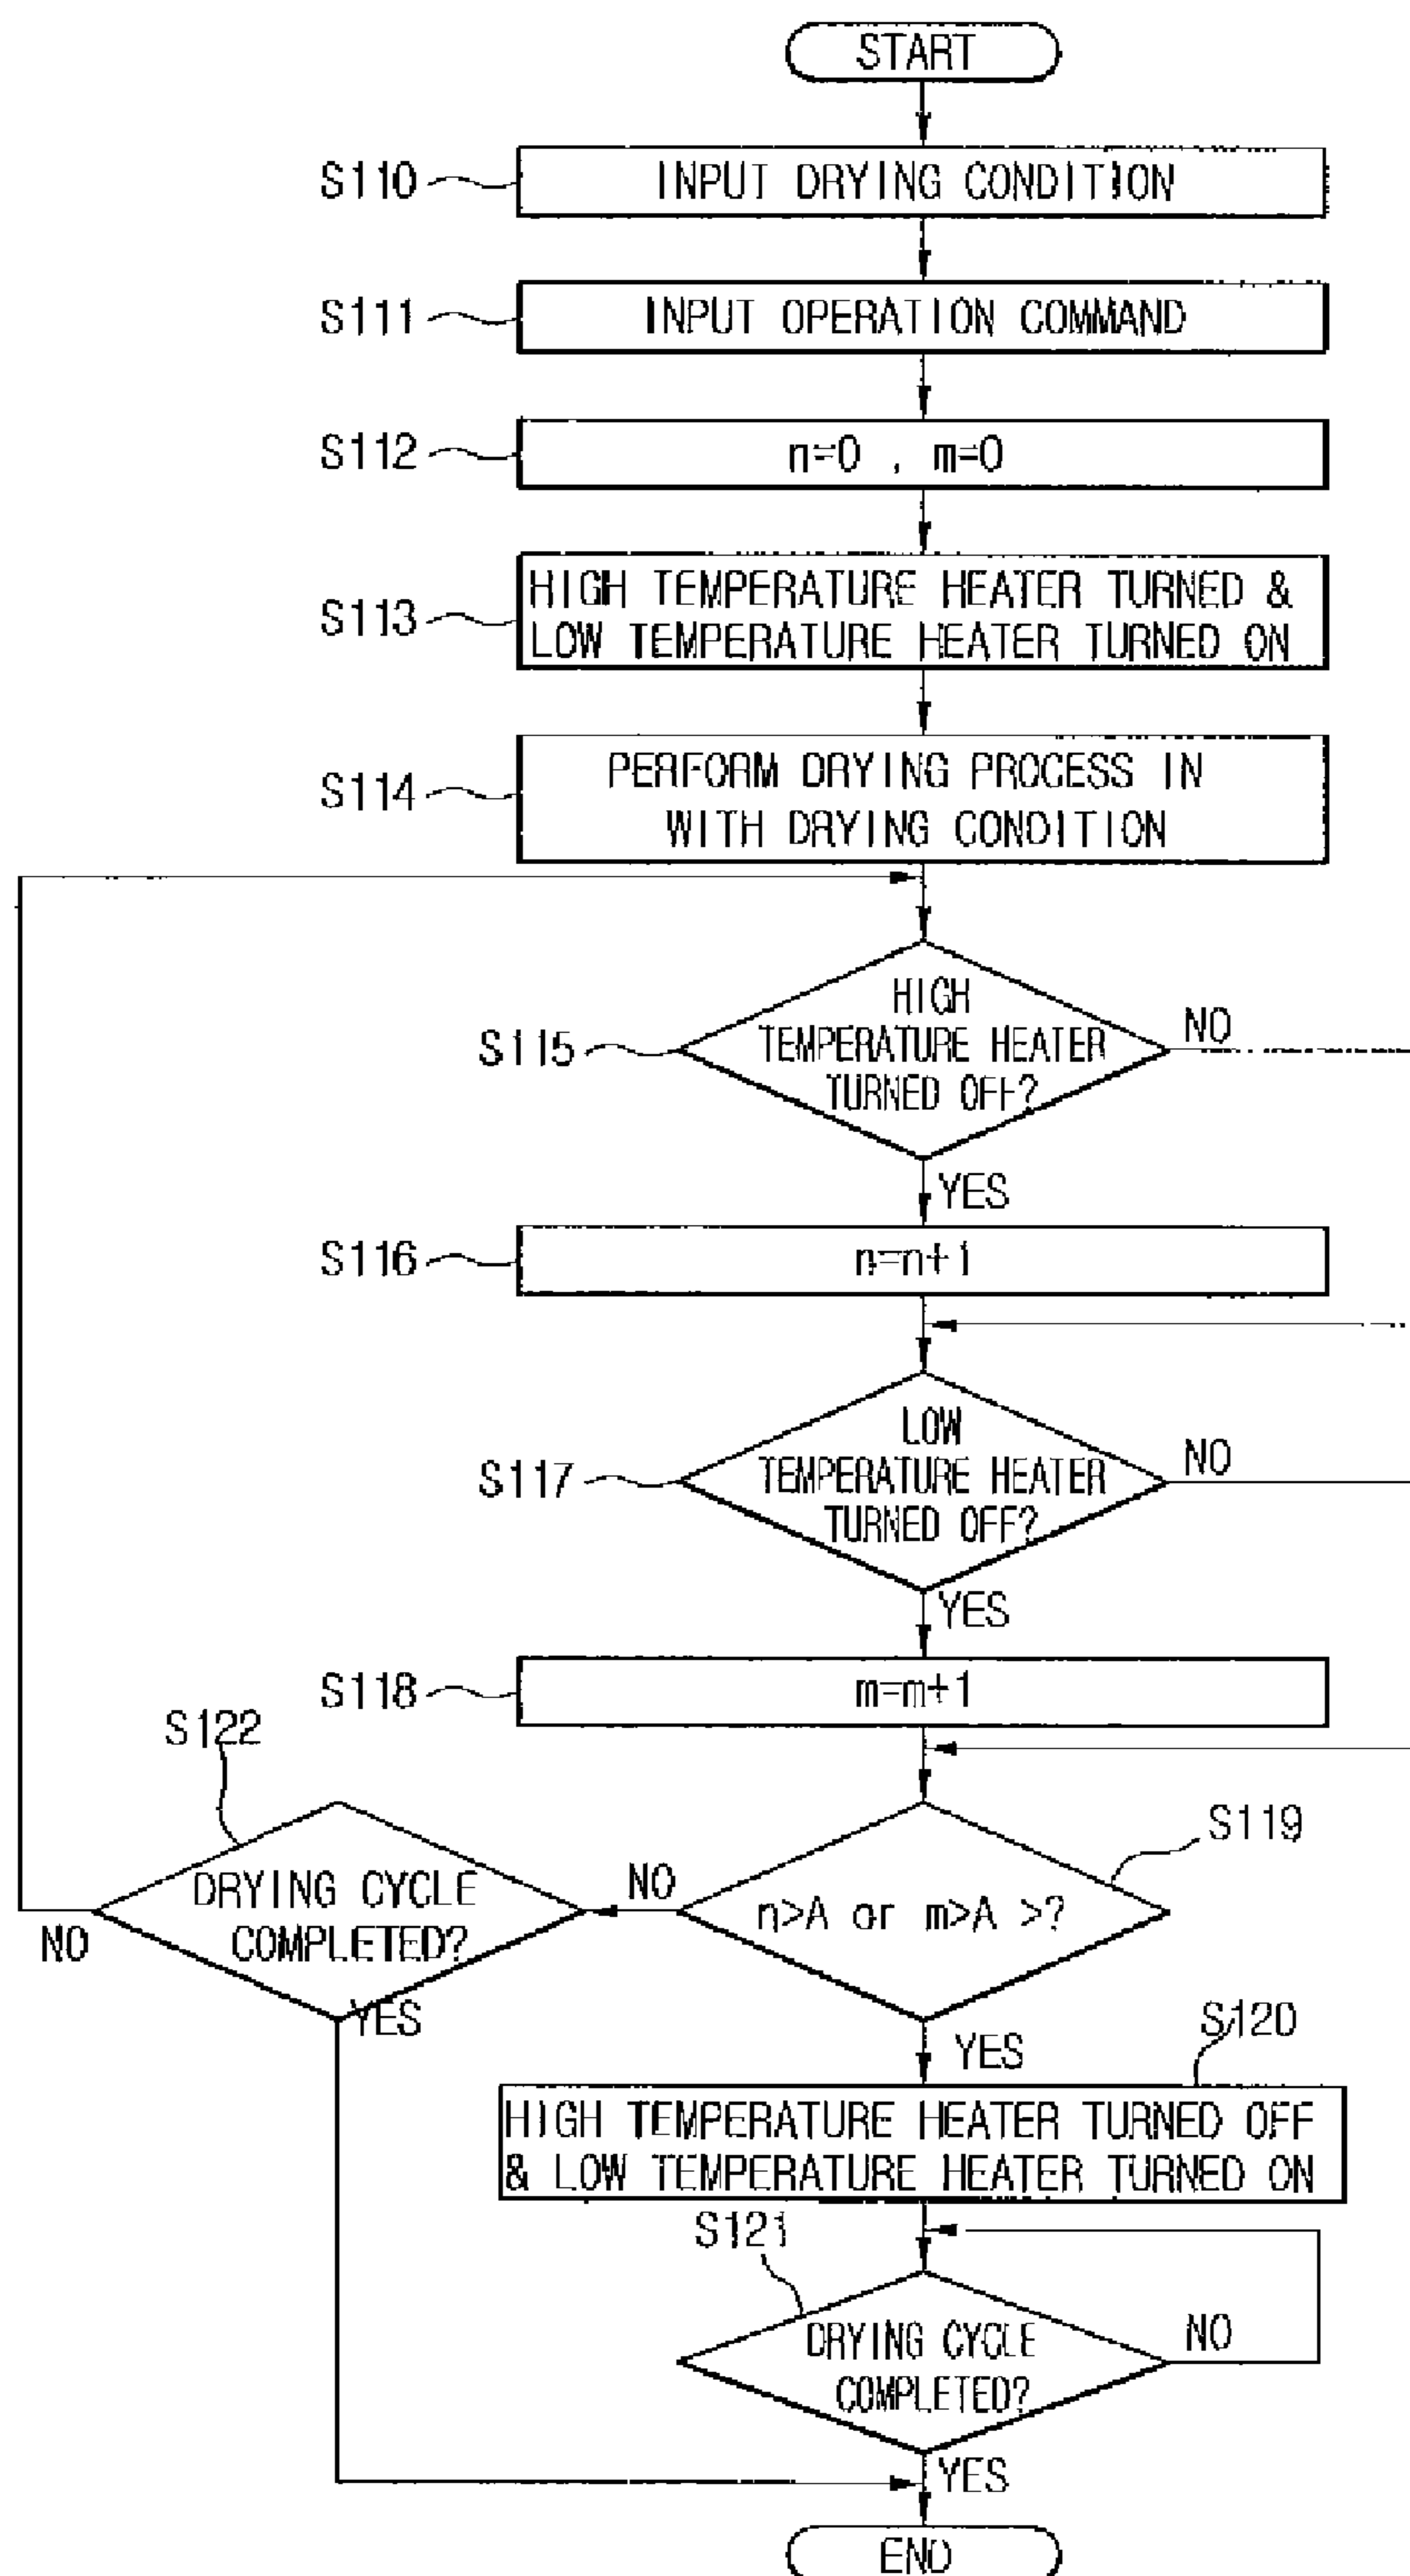 START
S110
INPUT DRYING CONDITION
S111
INPUT OPERATION COMMAND
S112
n=0 , m=0
S113
HIGH TEMPERATURE HEATER TURNED &
LOW TEMPERATURE HEATER TURNED ON
S114
PERFORM DRYING PROCESS IN
WITH DRYING CONDITION
S115
HIGH
TEMPERATURE HEATER
TURNED OFF?
NO
YES
S116
n=n+1
S117
LOW
TEMPERATURE HEATER
TURNED OFF?
NO
YES
S118
m=m+1
S122
DRYING CYCLE
COMPLETED?
NO
YES
S119
n>A or m>A >?
NO
YES
S120
HIGH TEMPERATURE HEATER TURNED OFF
& LOW TEMPERATURE HEATER TURNED ON
S121
DRYING CYCLE
COMPLETED?
NO
YES
END